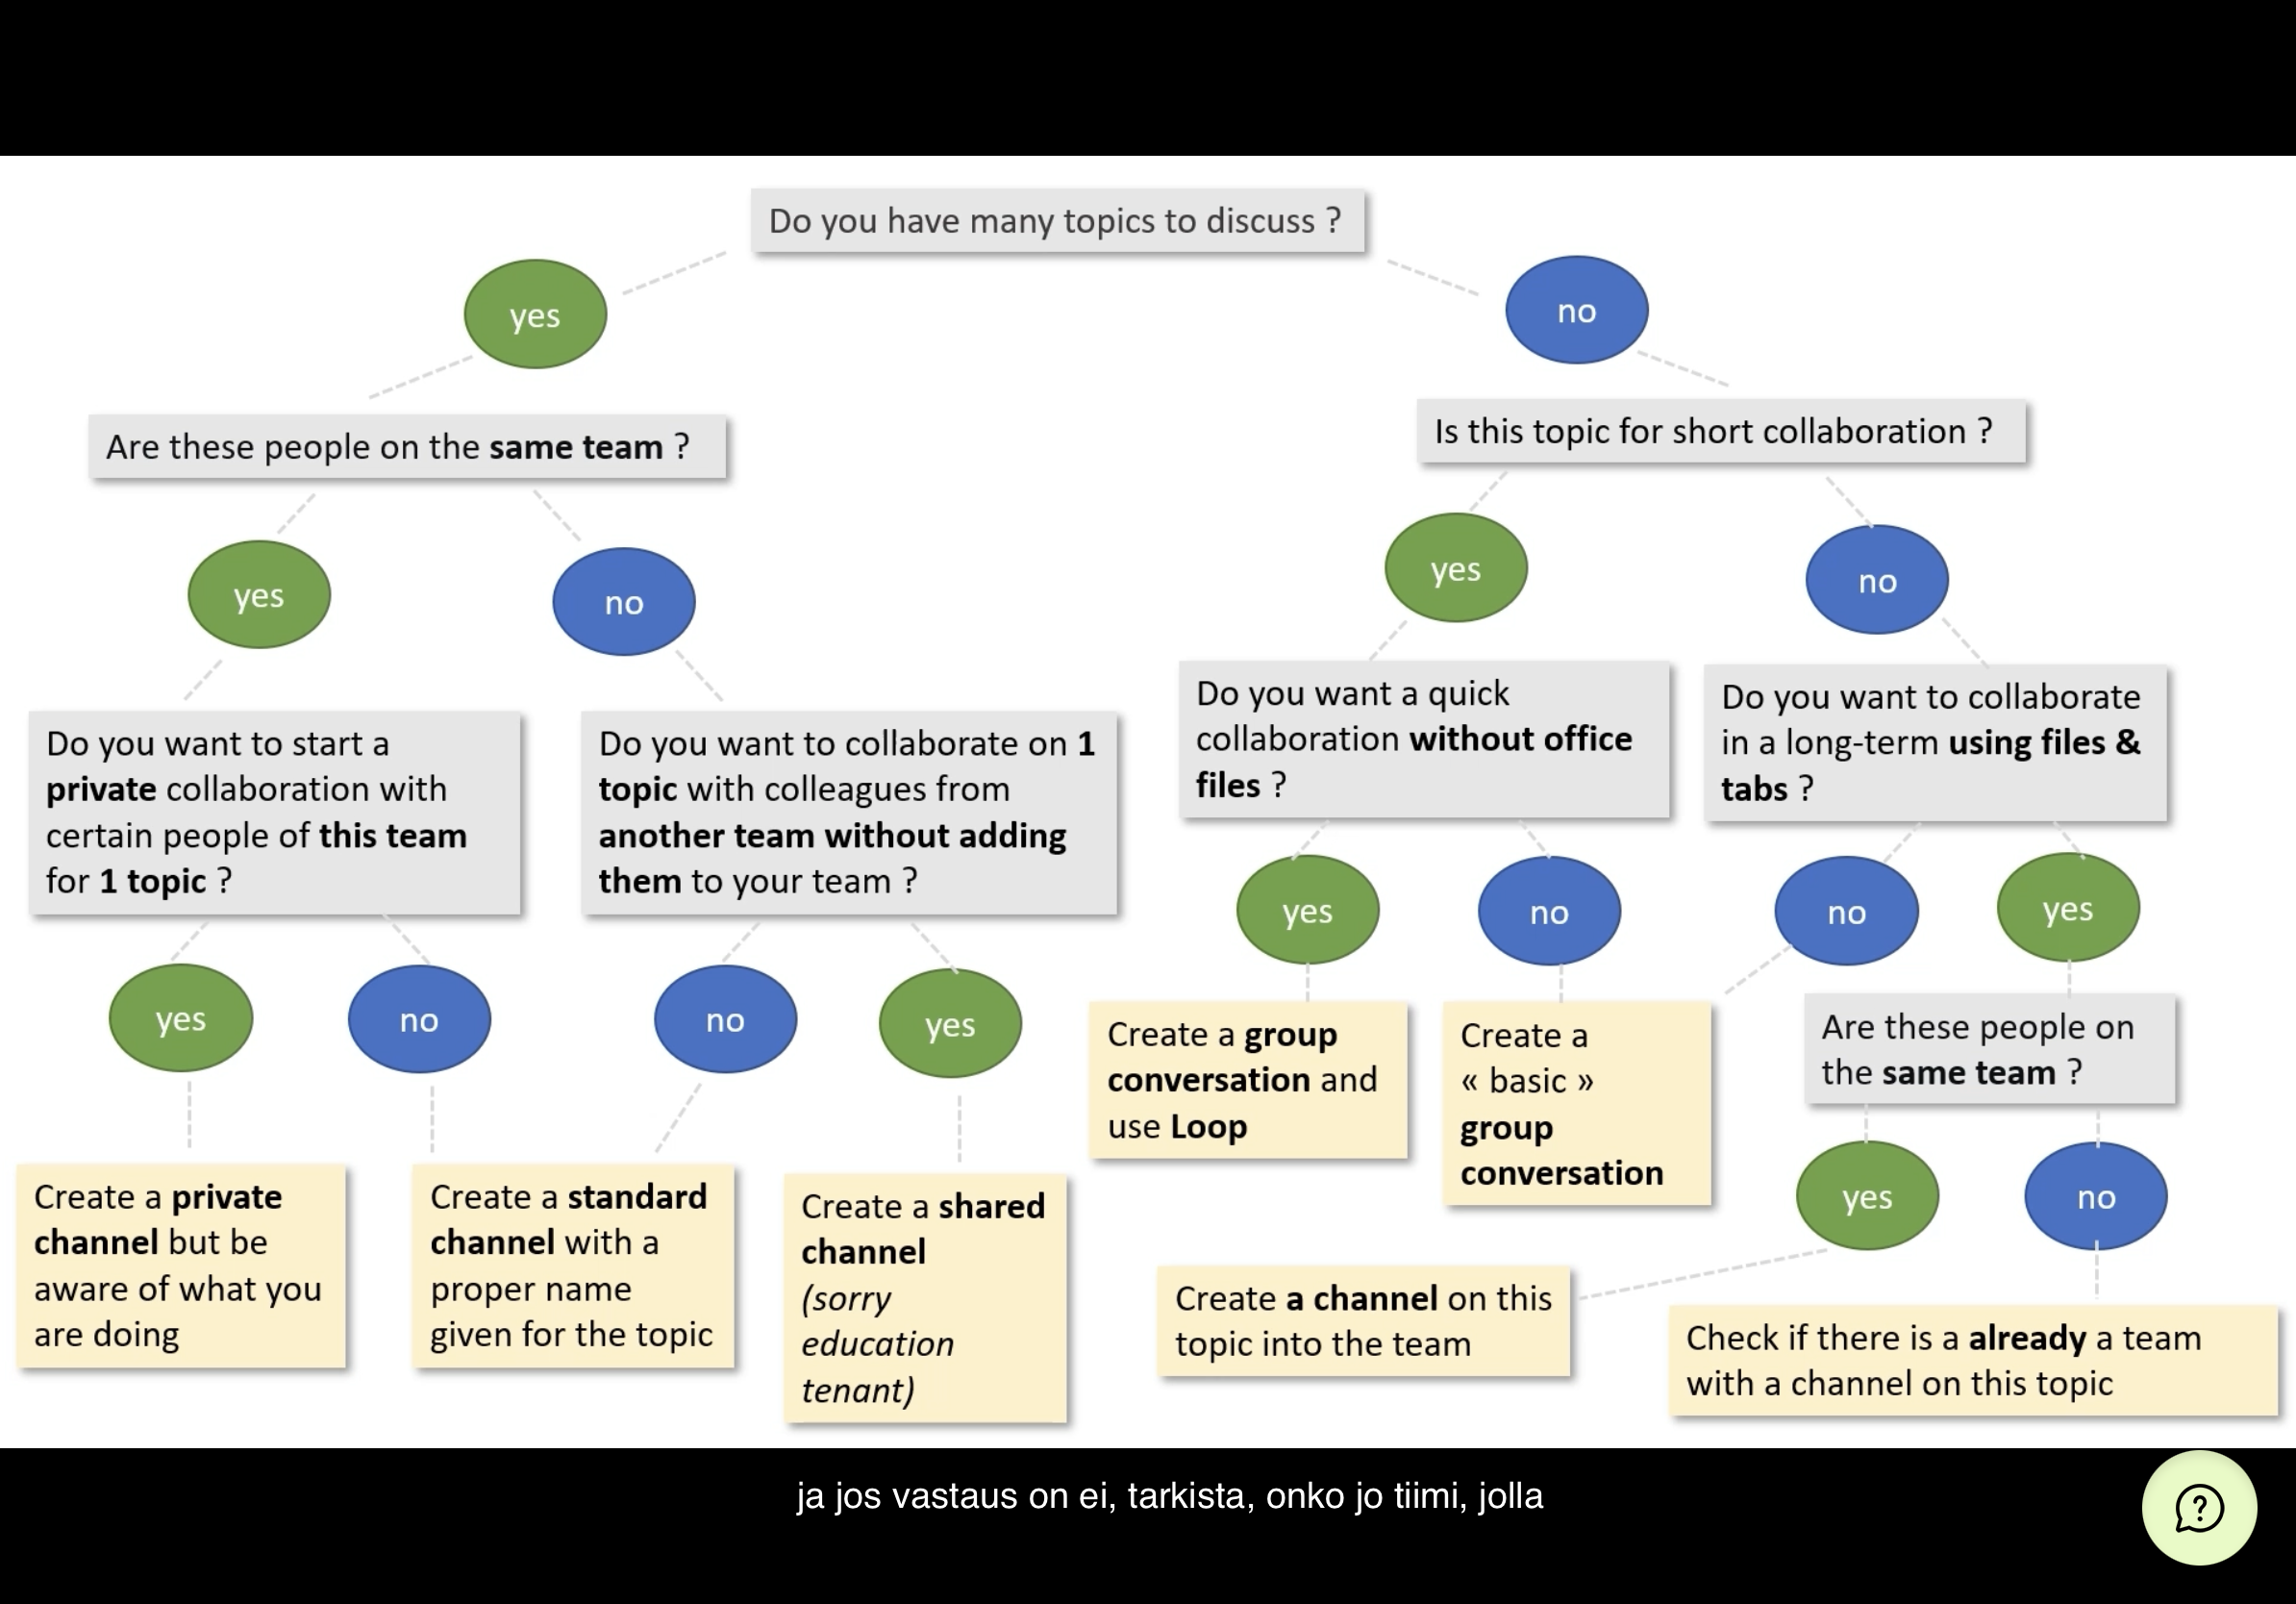 Do you have many topics to discuss ?
yes
no
Are these people on the same team ?
Is this topic for short collaboration ?
yes
no
yes
no
Do you want to start a
private collaboration with
certain people of this team
for 1 topic ?
Do you want to collaborate on 1
topic with colleagues from
another team without adding
them to your team ?
Do you want a quick
collaboration without office
files ?
Do you want to collaborate
in a long-term using files &
tabs ?
yes
no
no
yes
yes
no
no
yes
Create a private
channel but be
aware of what you
are doing
Create a standard
channel with a
proper name
given for the topic
Create a shared
channel
(sorry
education
tenant)
Create a group
conversation and
use Loop
Create a
« basic »
group
conversation
Are these people on
the same team ?
yes
no
Create a channel on this
topic into the team
Check if there is a already a team
with a channel on this topic
ja jos vastaus on ei, tarkista, onko jo tiimi, jolla
?